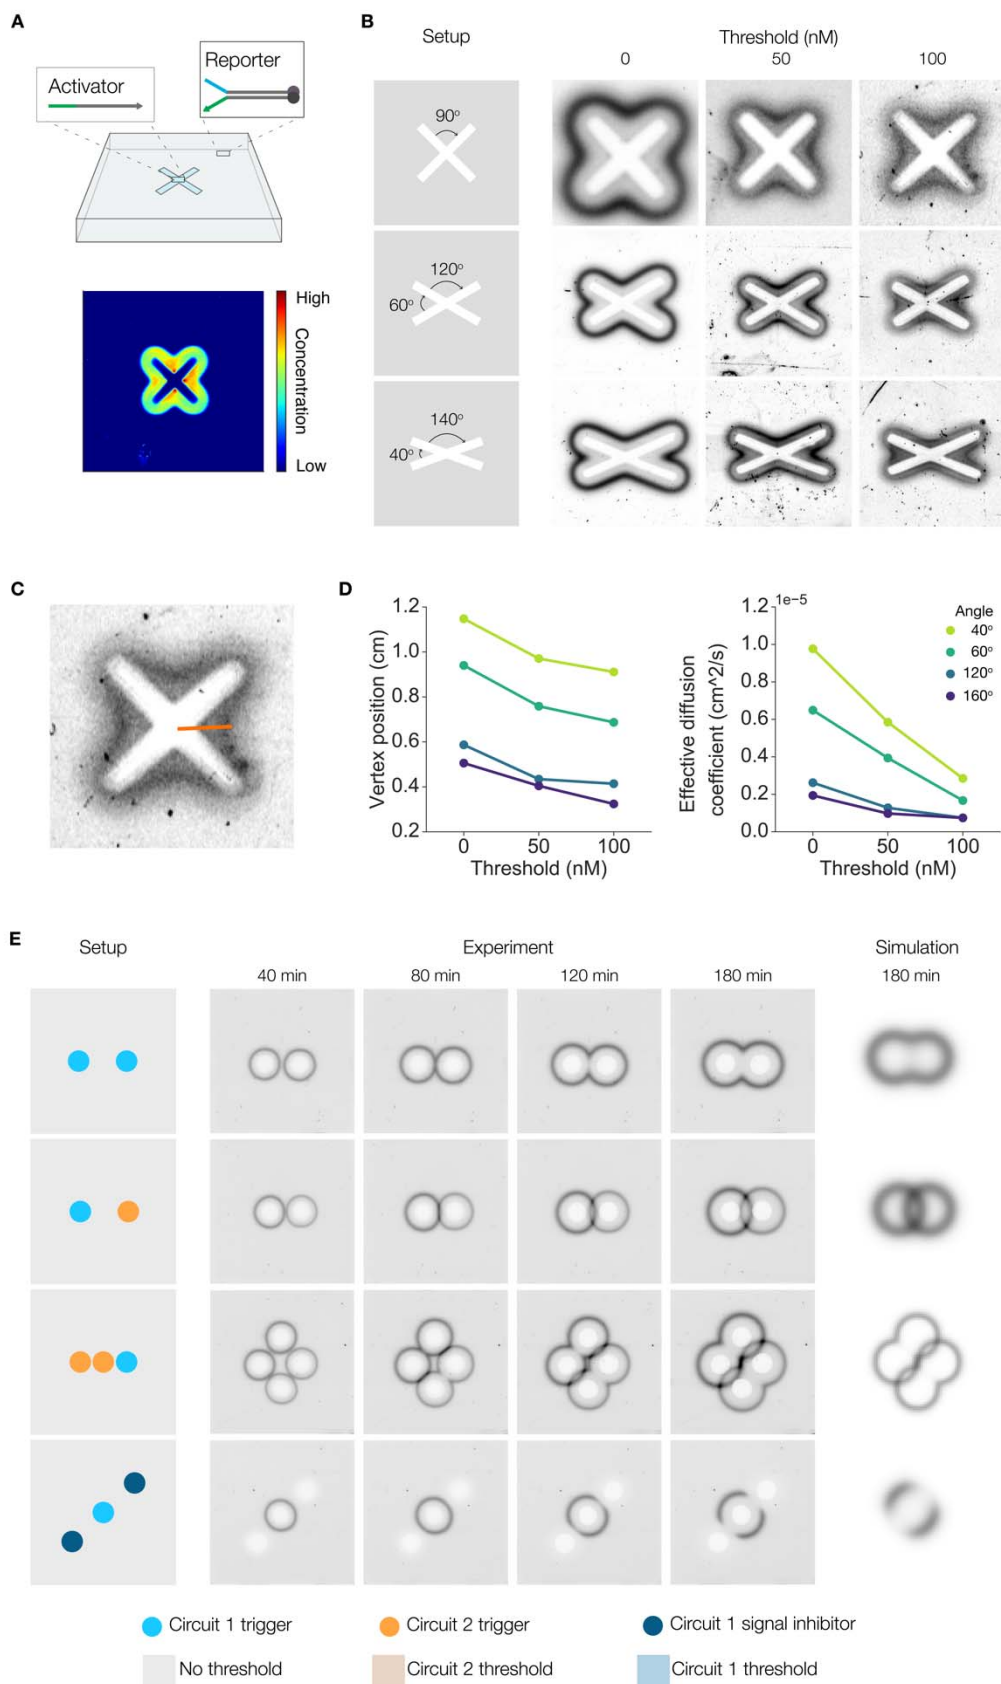 A
Activator
Reporter
High
Concentration
Low
B
Setup
Threshold (nM)
0
50
100
90°
120°
60°
140°
40°
C
D
1.2
1.0
0.8
0.6
0.4
0.2
Vertex position (cm)
0
50
100
Threshold (nM)
1e-5
1.2
1.0
0.8
0.6
0.4
0.2
0.0
Effective diffusion
coefficient (cm^2/s)
0
50
100
Threshold (nM)
Angle
40°
60°
120°
160°
E
Setup
Experiment
Simulation
40 min
80 min
120 min
180 min
180 min
Circuit 1 trigger
Circuit 2 trigger
Circuit 1 signal inhibitor
No threshold
Circuit 2 threshold
Circuit 1 threshold